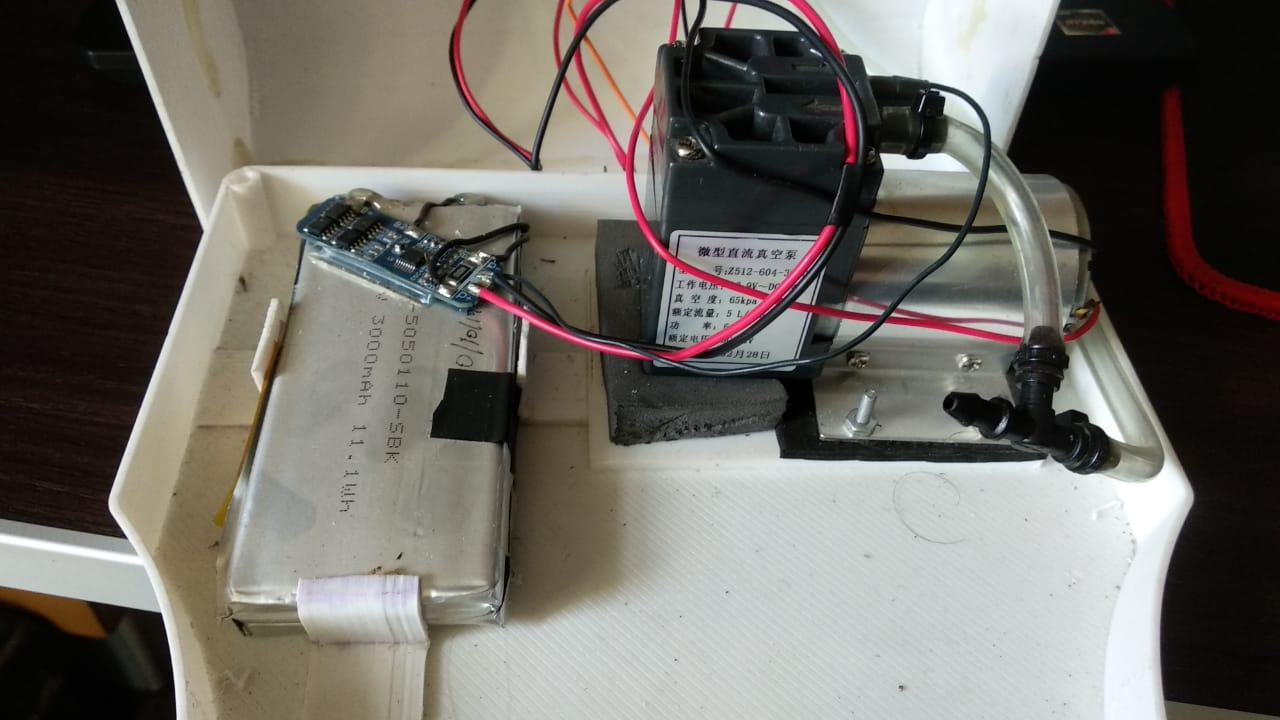 -5050110-SBK
3000mAh 11.1Wh
微型直流真空泵
号:Z512-604-3
工作电压:
真 空 度: 65kpa
额定流量: 5 L/
功 率: 6
额定电压:
2月28日
RYZEN